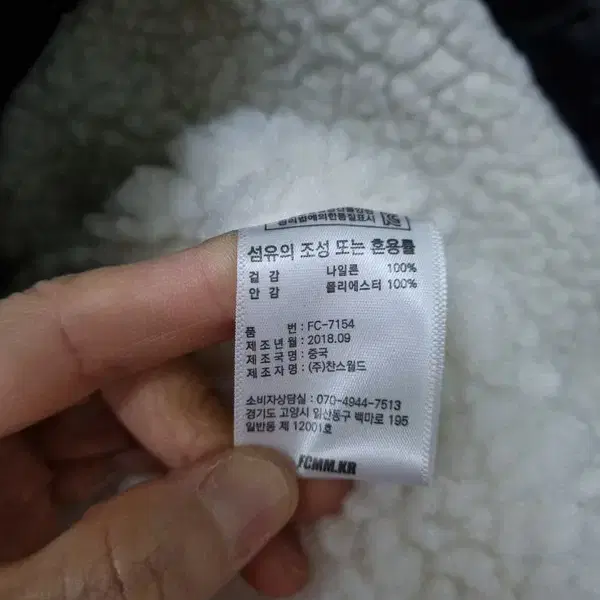 섬유의 조성 또는 혼용률
겉 감 나일론 100%
안 감 폴리에스터 100%
품 번 : FC-7154
제조년월 : 2018.09
제조국명 : 중국
제조자명 : (주)찬스월드
소비자상담실 : 070-4944-7513
경기도 고양시 일산동구 백마로 195
일반동 제 12001호
FCMM.KR